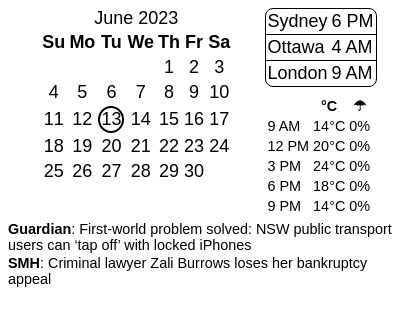 June 2023
Su Mo Tu We Th Fr Sa
1 2 3
4 5 6 7 8 9 10
11 12 13 14 15 16 17
18 19 20 21 22 23 24
25 26 27 28 29 30
Sydney 6 PM
Ottawa 4 AM
London 9 AM
°C ☂
9 AM 14°C 0%
12 PM 20°C 0%
3 PM 24°C 0%
6 PM 18°C 0%
9 PM 14°C 0%
Guardian: First-world problem solved: NSW public transport
users can ‘tap off’ with locked iPhones
SMH: Criminal lawyer Zali Burrows loses her bankruptcy
appeal